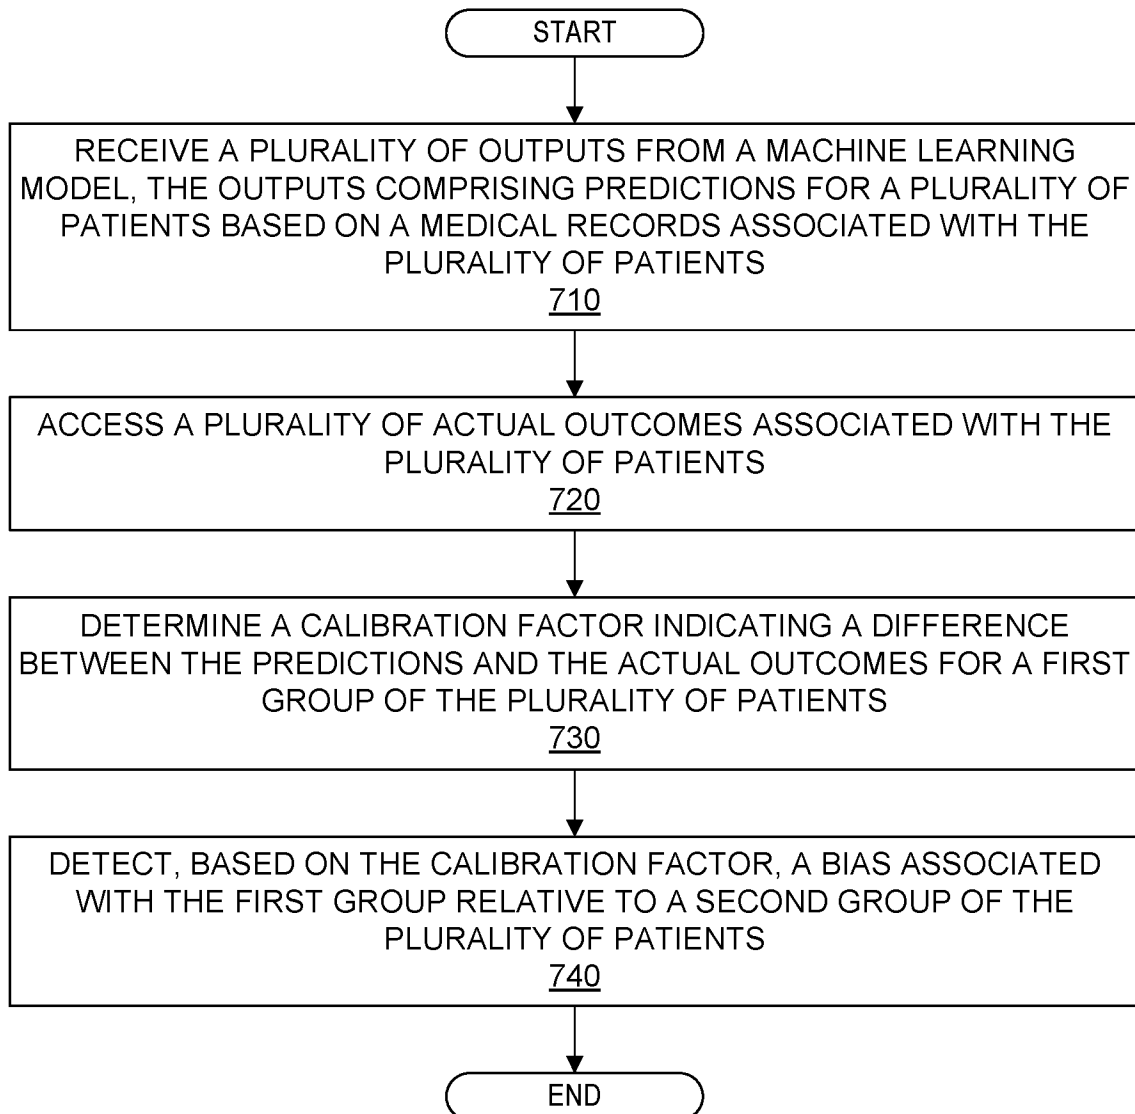 START
RECEIVE A PLURALITY OF OUTPUTS FROM A MACHINE LEARNING
MODEL, THE OUTPUTS COMPRISING PREDICTIONS FOR A PLURALITY OF
PATIENTS BASED ON A MEDICAL RECORDS ASSOCIATED WITH THE
PLURALITY OF PATIENTS
710
ACCESS A PLURALITY OF ACTUAL OUTCOMES ASSOCIATED WITH THE
PLURALITY OF PATIENTS
720
DETERMINE A CALIBRATION FACTOR INDICATING A DIFFERENCE
BETWEEN THE PREDICTIONS AND THE ACTUAL OUTCOMES FOR A FIRST
GROUP OF THE PLURALITY OF PATIENTS
730
DETECT, BASED ON THE CALIBRATION FACTOR, A BIAS ASSOCIATED
WITH THE FIRST GROUP RELATIVE TO A SECOND GROUP OF THE
PLURALITY OF PATIENTS
740
END